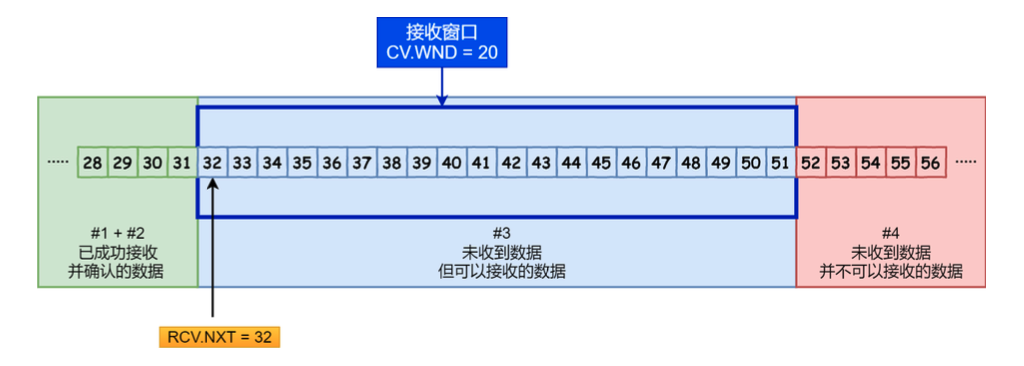 接收窗口
CV.WND = 20
..... 28 29 30 31 32 33 34 35 36 37 38 39 40 41 42 43 44 45 46 47 48 49 50 51 52 53 54 55 56 .....
#1 + #2
已成功接收
并确认的数据
#3
未收到数据
但可以接收的数据
#4
未收到数据
并不可以接收的数据
RCV.NXT = 32